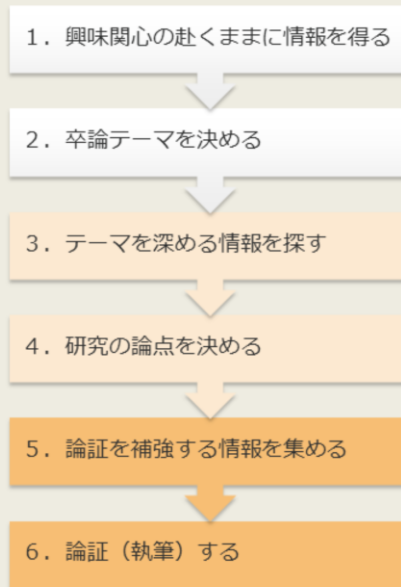 1．興味関心の赴くままに情報を得る
2．卒論テーマを決める
3．テーマを深める情報を探す
4．研究の論点を決める
5．論証を補強する情報を集める
6．論証（執筆）する